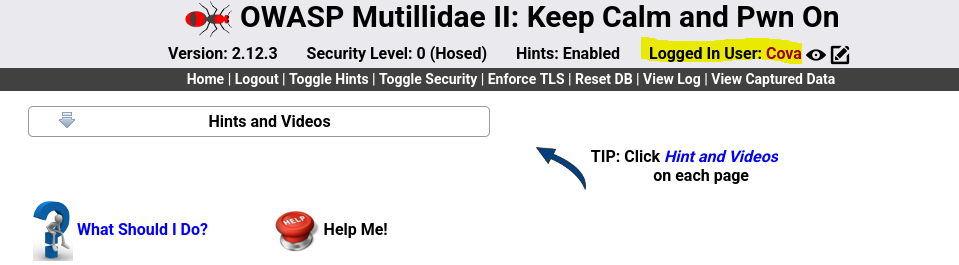 OWASP Mutillidae II: Keep Calm and Pwn On
Version: 2.12.3 Security Level: 0 (Hosed) Hints: Enabled Logged In User: Cova
Home | Logout | Toggle Hints | Toggle Security | Enforce TLS | Reset DB | View Log | View Captured Data
Hints and Videos
TIP: Click Hint and Videos
on each page
What Should I Do?
HELP
Help Me!